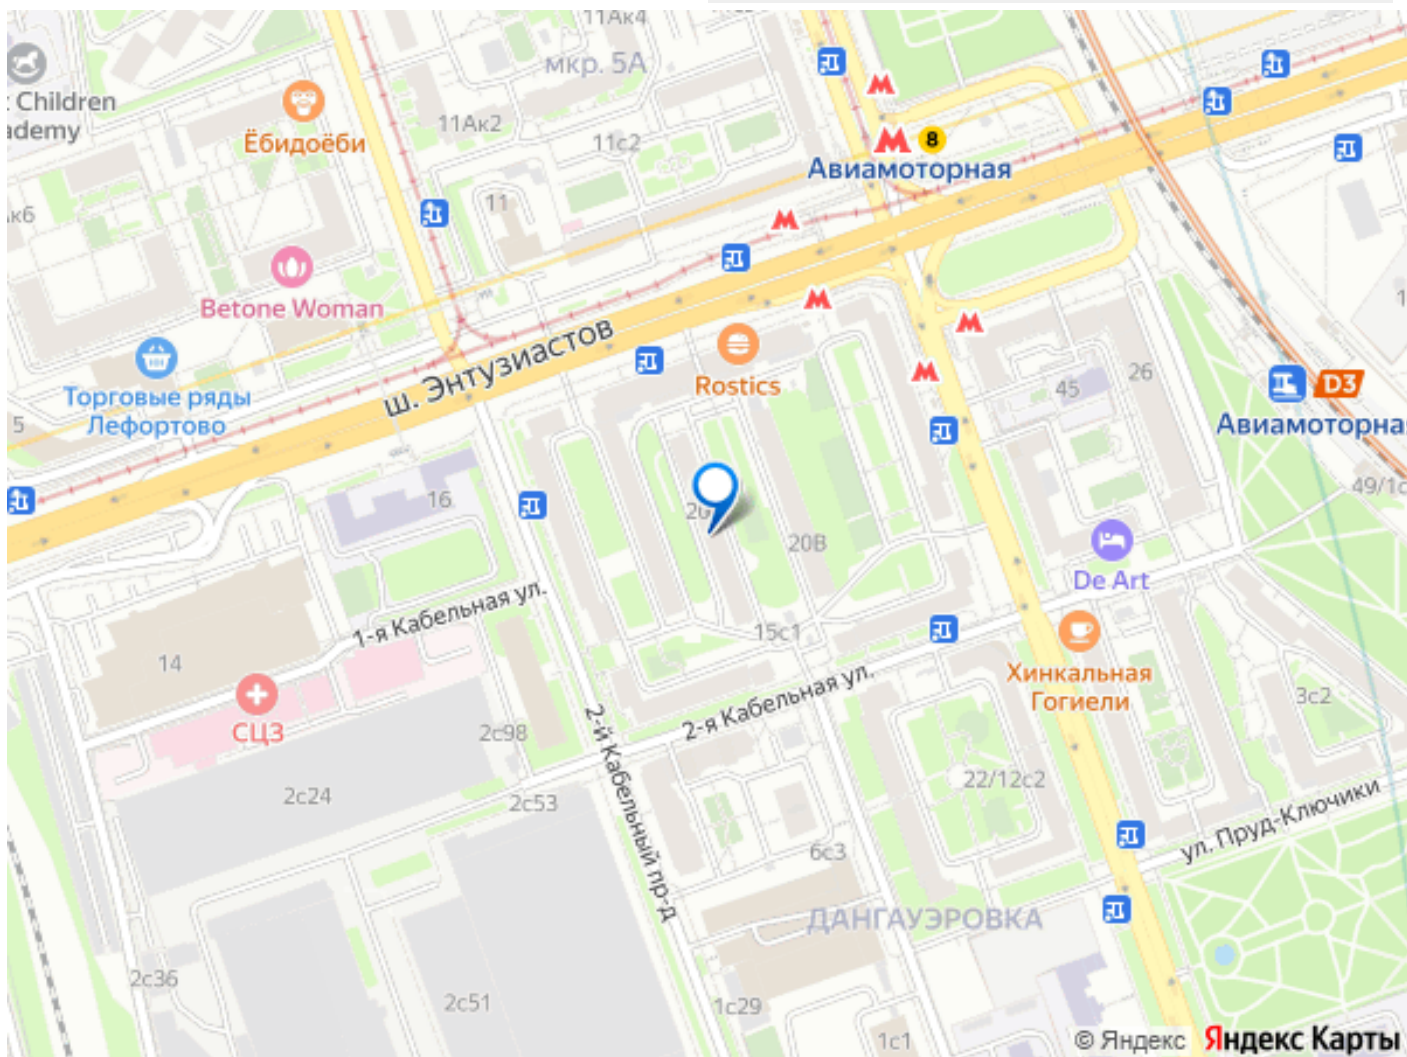 11Ак4
мкр. 5А
Children
ademy
Ёбидоёби
11Ак2
11с2
8
Авиамоторная
к6
11
Betone Woman
ш. Энтузиастов
Торговые ряды
Лефортово
5
Rostics
45
26
D3
Авиамоторна
16
20
20В
49/1с
De Art
1-я Кабельная ул.
15с1
14
СЦЗ
2-я Кабельная ул.
Хинкальная
Гогиели
3с2
2с98
2-й Кабельный пр-д
2с24
2с53
22/12с2
ул. Пруд-Ключики
6с3
ДАНГАУЭРОВКА
2с36
2с51
1с29
1с1
© Яндекс Яндекс Карты